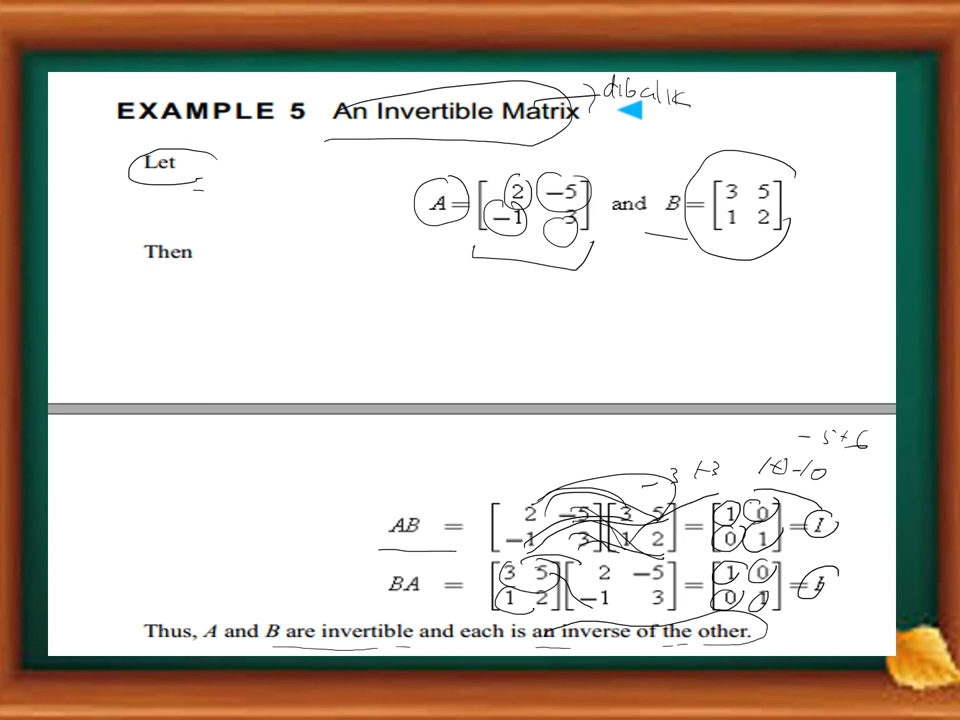 EXAMPLE 5 An Invertible Matrix dibalik
Let
A = [ 2 −5 ] and B = [ 3 5 ]
[ −1 3 ] [ 1 2 ]
Then
- 5 + 6
- 3 +3 10 -10
AB = [ 2 −5 ] [ 3 5 ] = [ 1 0 ] = I
[ −1 3 ] [ 1 2 ] [ 0 1 ]
BA = [ 3 5 ] [ 2 −5 ] = [ 1 0 ] = I
[ 1 2 ] [ −1 3 ] [ 0 1 ]
Thus, A and B are invertible and each is an inverse of the other.